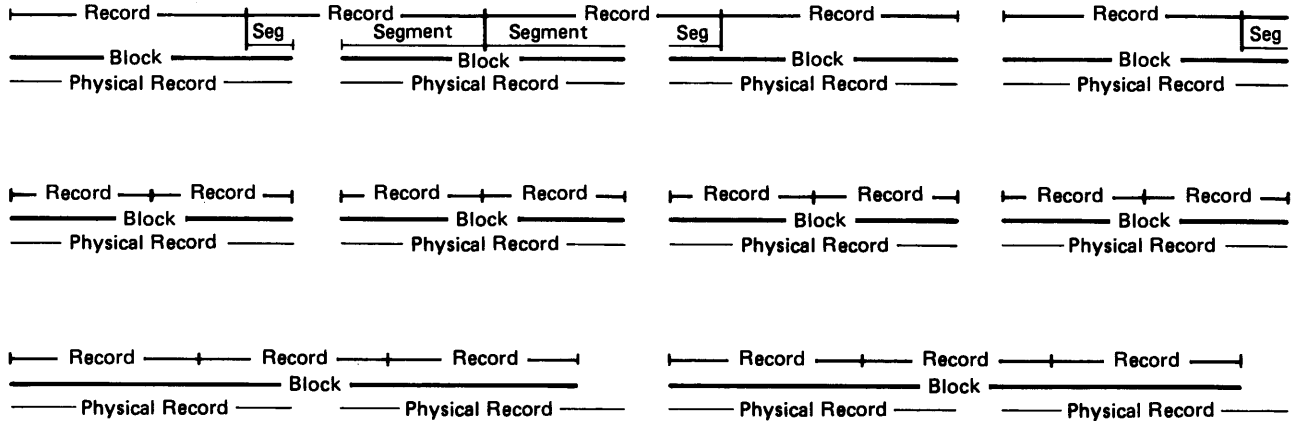 Record Record Record Record Record
Seg Segment Segment Seg Seg
Block Block Block Block
Physical Record Physical Record Physical Record Physical Record
Record Record Record Record Record Record Record Record
Block Block Block Block
Physical Record Physical Record Physical Record Physical Record
Record Record Record Record Record Record
Block Block
Physical Record Physical Record Physical Record Physical Record